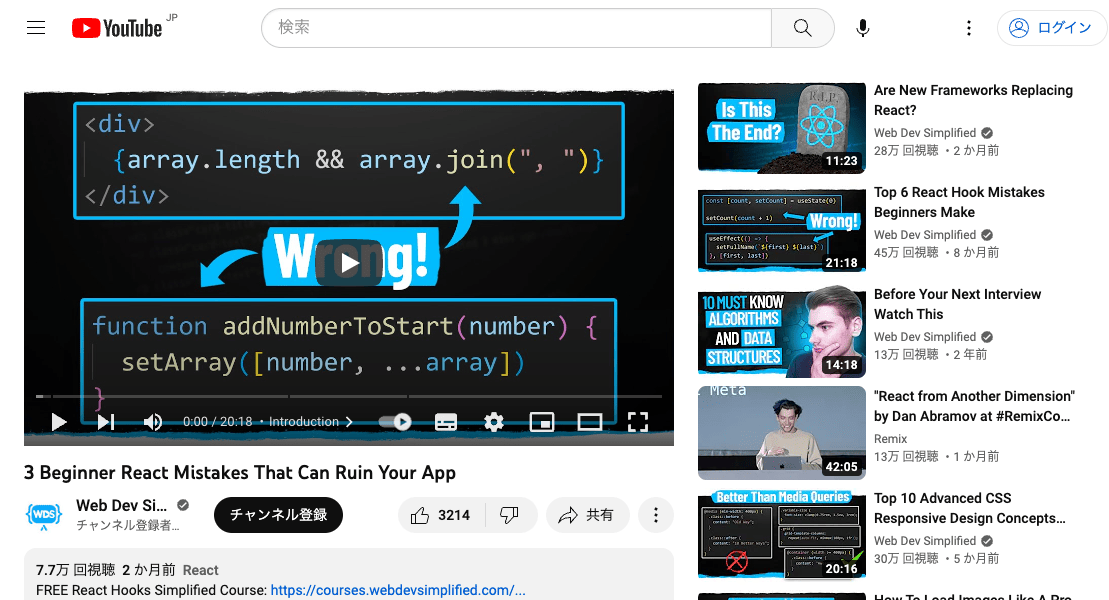 YouTube JP
検索
ログイン
<div>
{array.length && array.join(", ")}
</div>
Wrong!
function addNumberToStart(number) {
setArray([number, ...array])
}
0:00 / 20:18 • Introduction
3 Beginner React Mistakes That Can Ruin Your App
WDS
Web Dev Si...
チャンネル登録者...
チャンネル登録
3214
共有
7.7万 回視聴 2 か月前 React
FREE React Hooks Simplified Course: https://courses.webdevsimplified.com/...
R.I.P.
Is This
The End?
11:23
Are New Frameworks Replacing
React?
Web Dev Simplified
28万 回視聴 • 2 か月前
const [count, setCount] = useState(0)
setCount(count + 1)
Wrong!
useEffect(() => {
setFullName(`${first} ${last}`)
}, [first, last])
21:18
Top 6 React Hook Mistakes
Beginners Make
Web Dev Simplified
45万 回視聴 • 8 か月前
10 MUST KNOW
ALGORITHMS
AND DATA
STRUCTURES
14:18
Before Your Next Interview
Watch This
Web Dev Simplified
13万 回視聴 • 2 年前
Meta
42:05
"React from Another Dimension"
by Dan Abramov at #RemixCo...
Remix
13万 回視聴 • 1 か月前
Better Than Media Queries
20:16
Top 10 Advanced CSS
Responsive Design Concepts...
Web Dev Simplified
30万 回視聴 • 5 か月前
How To Load Images Like A Pro